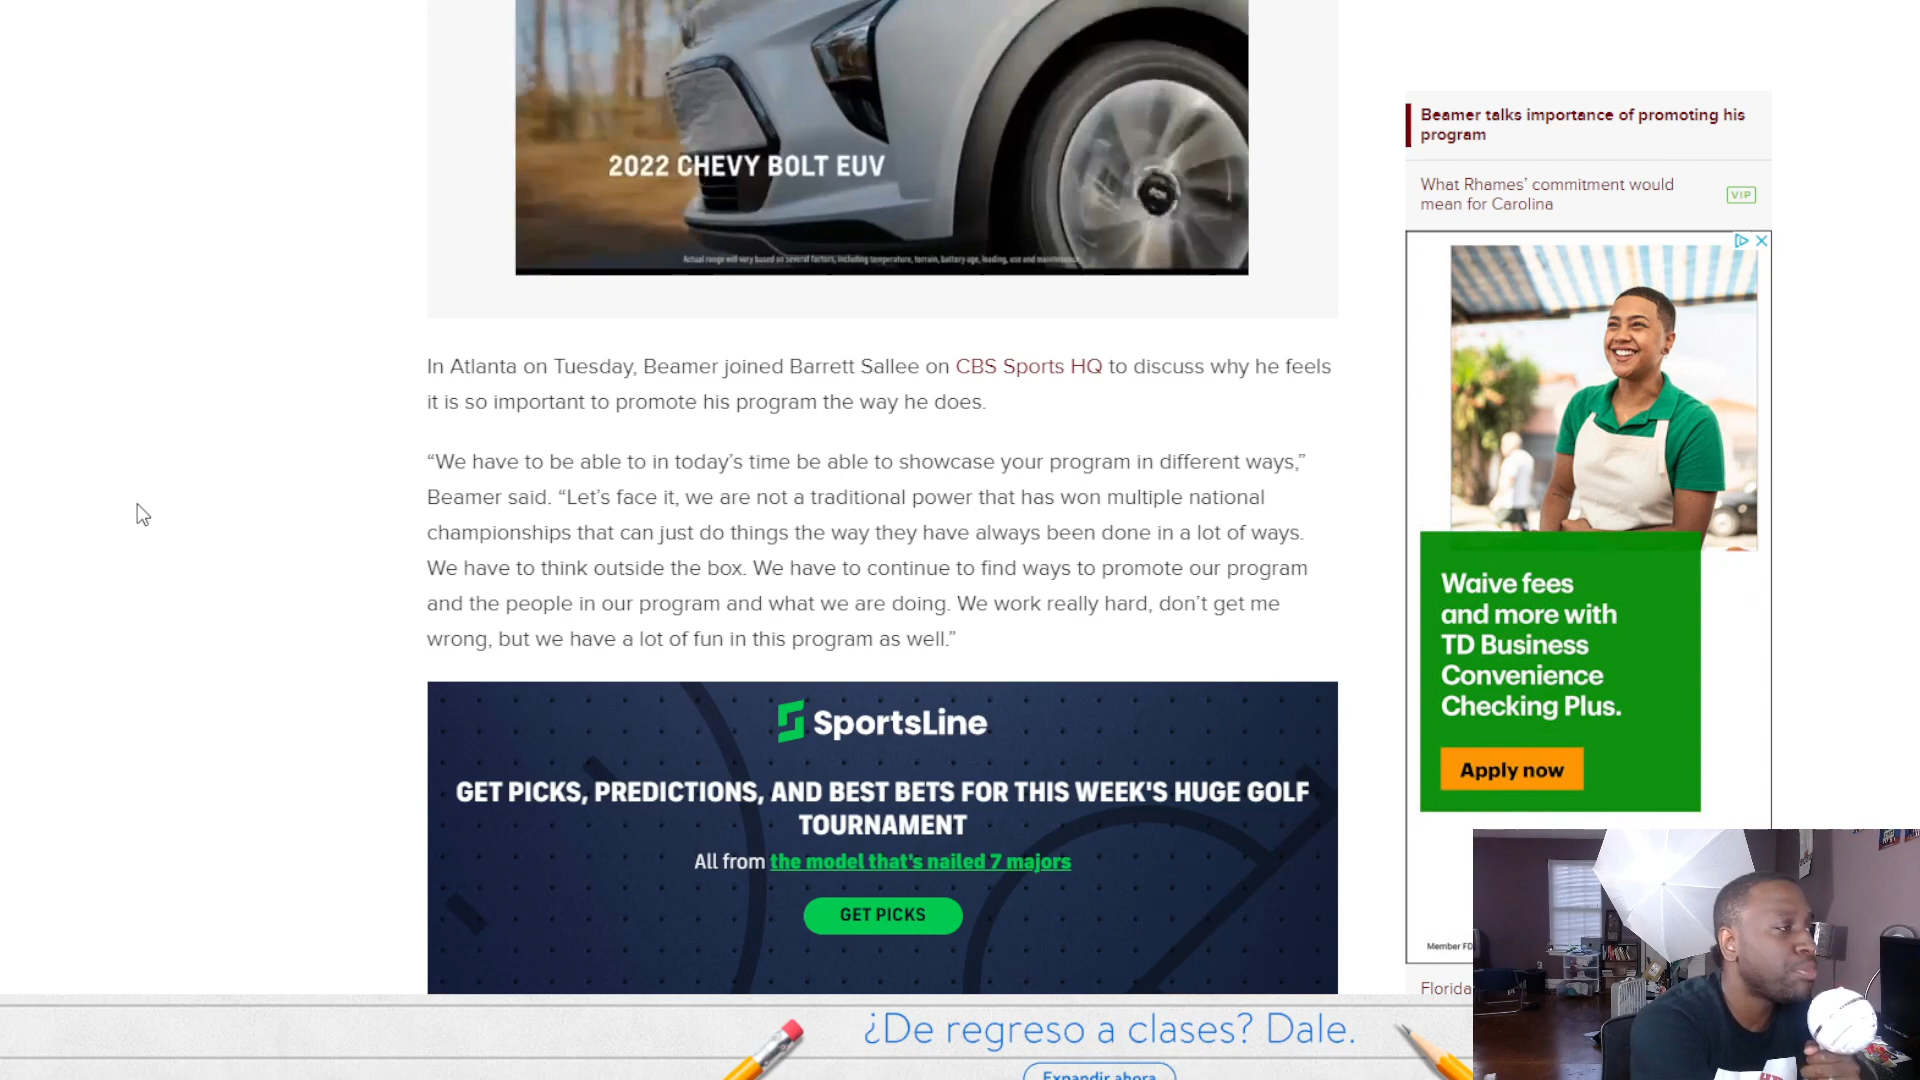 2022 CHEVY BOLT EUV
Actual range will vary based on several factors, including temperature, terrain, battery age, loading, use and maintenance.
In Atlanta on Tuesday, Beamer joined Barrett Sallee on CBS Sports HQ to discuss why he feels
it is so important to promote his program the way he does.
“We have to be able to in today’s time be able to showcase your program in different ways,”
Beamer said. “Let’s face it, we are not a traditional power that has won multiple national
championships that can just do things the way they have always been done in a lot of ways.
We have to think outside the box. We have to continue to find ways to promote our program
and the people in our program and what we are doing. We work really hard, don’t get me
wrong, but we have a lot of fun in this program as well.”
SportsLine
GET PICKS, PREDICTIONS, AND BEST BETS FOR THIS WEEK'S HUGE GOLF
TOURNAMENT
All from the model that's nailed 7 majors
GET PICKS
Beamer talks importance of promoting his
program
What Rhames’ commitment would
mean for Carolina
VIP
Waive fees
and more with
TD Business
Convenience
Checking Plus.
Apply now
Member FD
Florida
¿De regreso a clases? Dale.
Expandir ahora